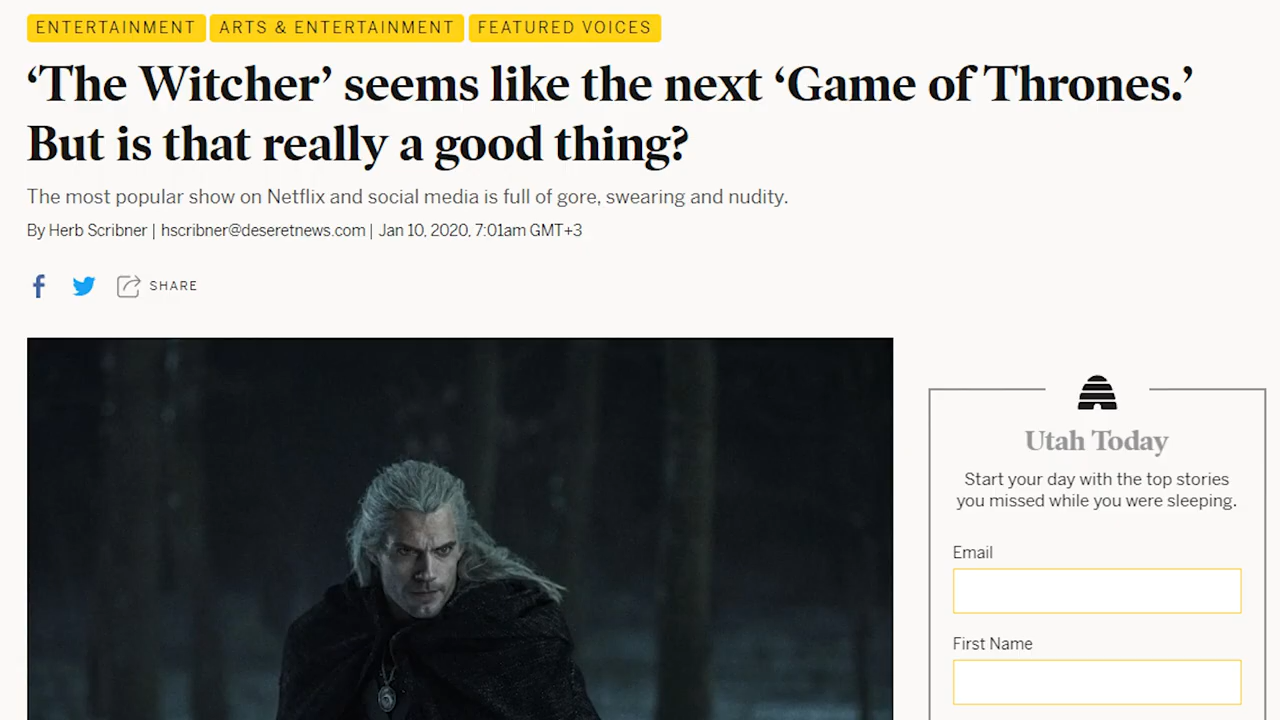 ENTERTAINMENT ARTS & ENTERTAINMENT FEATURED VOICES
‘The Witcher’ seems like the next ‘Game of Thrones.’
But is that really a good thing?
The most popular show on Netflix and social media is full of gore, swearing and nudity.
By Herb Scribner | hscribner@deseretnews.com | Jan 10, 2020, 7:01am GMT+3
SHARE
Utah Today
Start your day with the top stories
you missed while you were sleeping.
Email
First Name